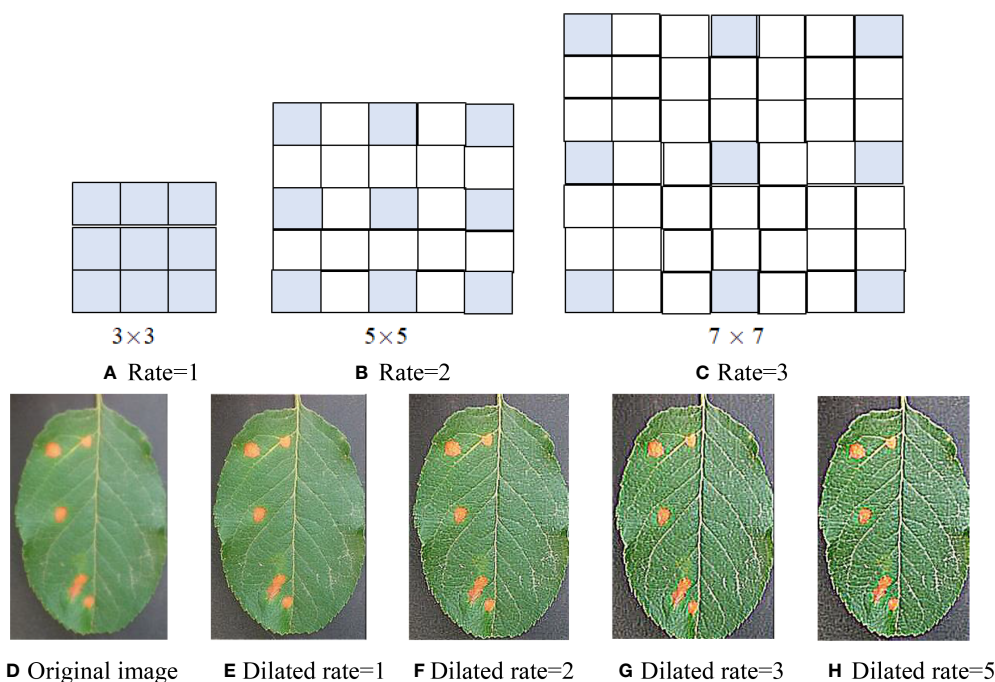 3×3
5×5
7 × 7
A Rate=1
B Rate=2
C Rate=3
D Original image
E Dilated rate=1
F Dilated rate=2
G Dilated rate=3
H Dilated rate=5